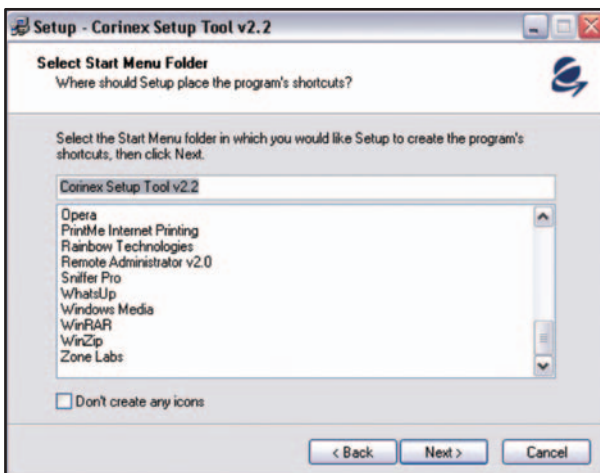 Setup - Corinex Setup Tool v2.2
Select Start Menu Folder
Where should Setup place the program's shortcuts?
Select the Start Menu folder in which you would like Setup to create the program's
shortcuts, then click Next.
Corinex Setup Tool v2.2
Opera
PrintMe Internet Printing
Rainbow Technologies
Remote Administrator v2.0
Sniffer Pro
WhatsUp
Windows Media
WinRAR
WinZip
Zone Labs
Don't create any icons
< Back
Next >
Cancel